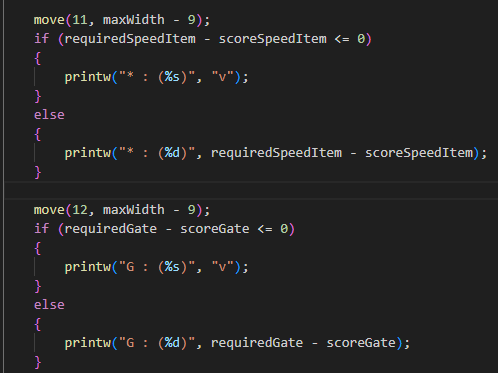 move(11, maxWidth - 9);
if (requiredSpeedItem - scoreSpeedItem <= 0)
{
    printw("* : (%s)", "v");
}
else
{
    printw("* : (%d)", requiredSpeedItem - scoreSpeedItem);
}
move(12, maxWidth - 9);
if (requiredGate - scoreGate <= 0)
{
    printw("G : (%s)", "v");
}
else
{
    printw("G : (%d)", requiredGate - scoreGate);
}